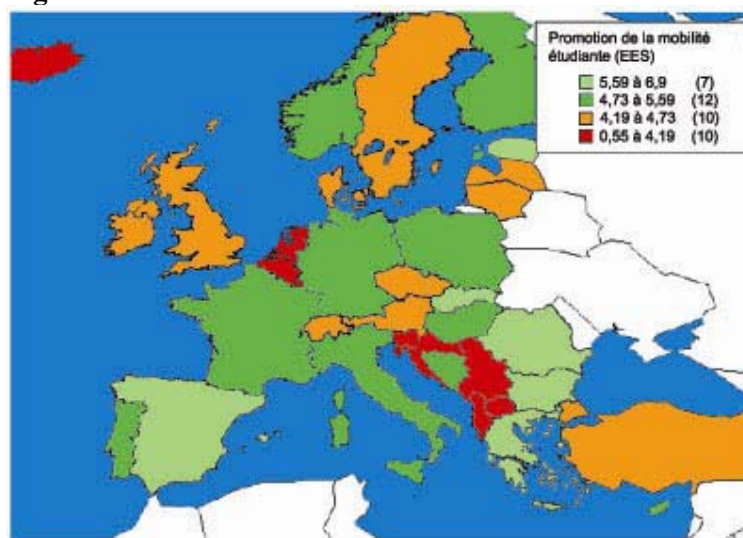 Promotion de la mobilité
étudiante (EES)
5,59 à 6,9 (7)
4,73 à 5,59 (12)
4,19 à 4,73 (10)
0,55 à 4,19 (10)